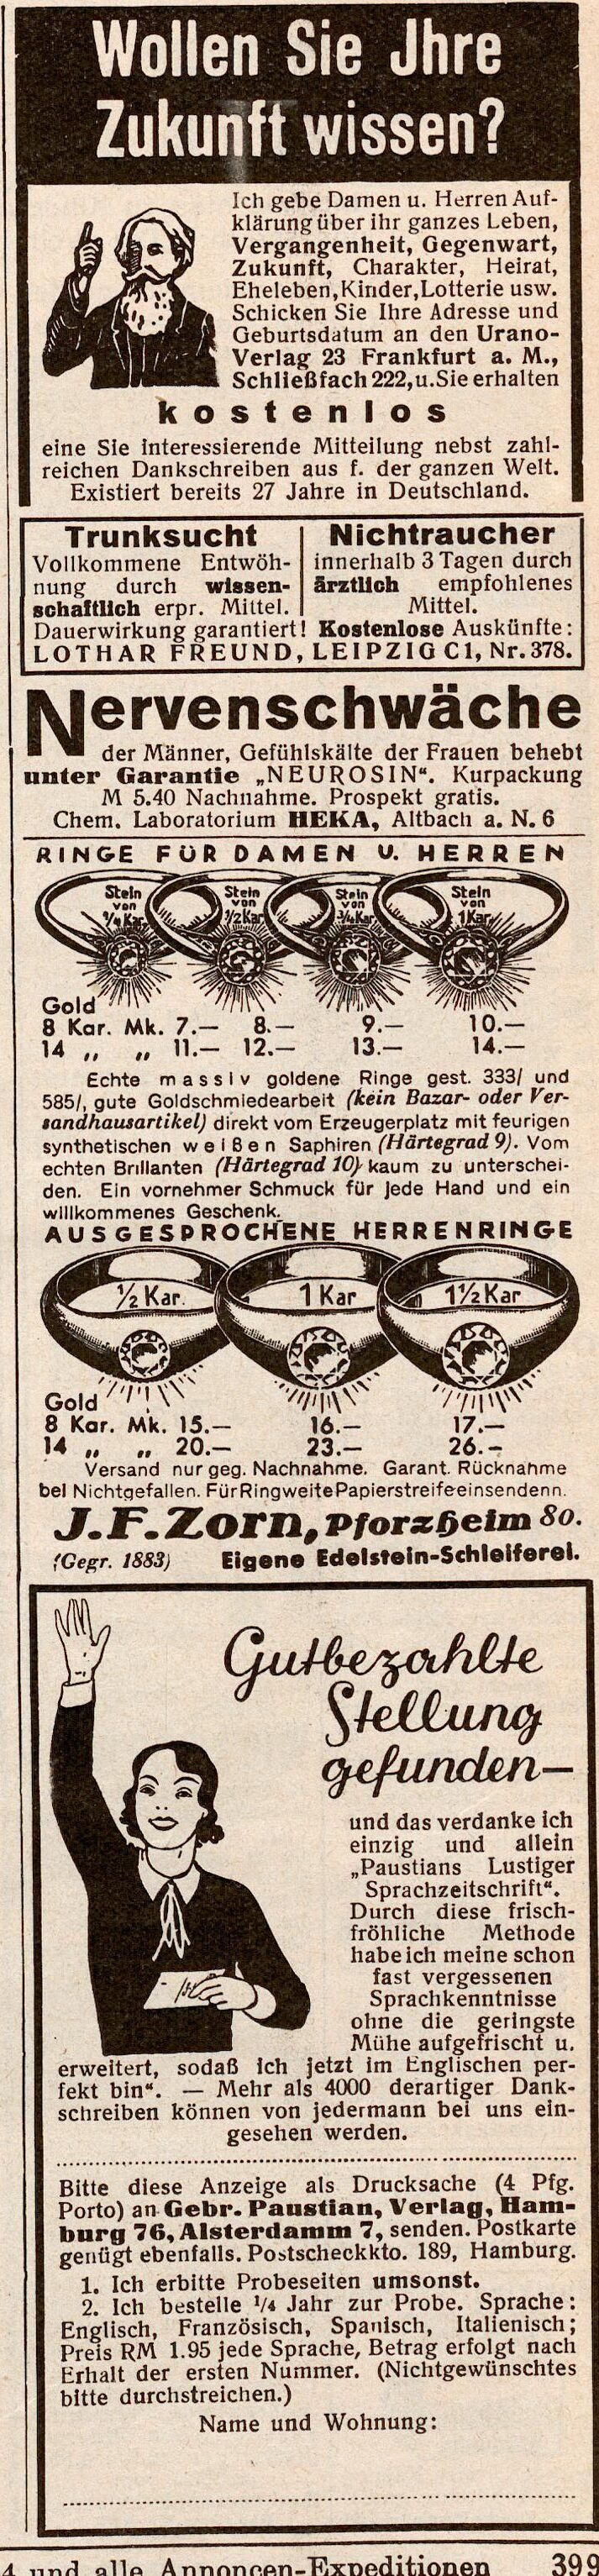 Wollen Sie Jhre
Zukunft wissen?
Ich gebe Damen u. Herren Auf-
klärung über ihr ganzes Leben,
Vergangenheit, Gegenwart,
Zukunft, Charakter, Heirat,
Eheleben, Kinder, Lotterie usw.
Schicken Sie Ihre Adresse und
Geburtsdatum an den Urano-
Verlag 23 Frankfurt a. M.,
Schließfach 222, u. Sie erhalten
kostenlos
eine Sie interessierende Mitteilung nebst zahl-
reichen Dankschreiben aus f. der ganzen Welt.
Existiert bereits 27 Jahre in Deutschland.
Trunksucht
Vollkommene Entwöh-
nung durch wissen-
schaftlich erpr. Mittel.
Nichtraucher
innerhalb 3 Tagen durch
ärztlich empfohlenes
Mittel.
Dauerwirkung garantiert! Kostenlose Auskünfte:
LOTHAR FREUND, LEIPZIG C1, Nr. 378.
Nervenschwäche
der Männer, Gefühlskälte der Frauen behebt
unter Garantie „NEUROSIN“. Kurpackung
M 5.40 Nachnahme. Prospekt gratis.
Chem. Laboratorium HEKA, Altbach a. N. 6
RINGE FÜR DAMEN U. HERREN
Stein von 1/4 Kar. Stein von 1/2 Kar. Stein von 3/4 Kar. Stein von 1 Kar.
Gold
8 Kar. Mk. 7.— 8.— 9.— 10.—
14 „ „ 11.— 12.— 13.— 14.—
Echte massiv goldene Ringe gest. 333/ und
585/, gute Goldschmiedearbeit (kein Bazar- oder Ver-
sandhausartikel) direkt vom Erzeugerplatz mit feurigen
synthetischen weißen Saphiren (Härtegrad 9). Vom
echten Brillanten (Härtegrad 10) kaum zu unterschei-
den. Ein vornehmer Schmuck für jede Hand und ein
willkommenes Geschenk.
AUSGESPROCHENE HERRENRINGE
1/2 Kar. 1 Kar 1 1/2 Kar
Gold
8 Kar. Mk. 15.— 16.— 17.—
14 „ „ 20.— 23.— 26.—
Versand nur geg. Nachnahme. Garant. Rücknahme
bei Nichtgefallen. Für Ringweite Papierstreife einsendenn.
J. F. Zorn, Pforzheim 80.
(Gegr. 1883) Eigene Edelstein-Schleiferei.
Gutbezahlte
Stellung
gefunden—
und das verdanke ich
einzig und allein
„Paustians Lustiger
Sprachzeitschrift“.
Durch diese frisch-
fröhliche Methode
habe ich meine schon
fast vergessenen
Sprachkenntnisse
ohne die geringste
Mühe aufgefrischt u.
erweitert, sodaß ich jetzt im Englischen per-
fekt bin“. — Mehr als 4000 derartiger Dank-
schreiben können von jedermann bei uns ein-
gesehen werden.
Bitte diese Anzeige als Drucksache (4 Pfg.
Porto) an Gebr. Paustian, Verlag, Ham-
burg 76, Alsterdamm 7, senden. Postkarte
genügt ebenfalls. Postscheckkto. 189, Hamburg.
1. Ich erbitte Probeseiten umsonst.
2. Ich bestelle 1/4 Jahr zur Probe. Sprache:
Englisch, Französisch, Spanisch, Italienisch;
Preis RM 1.95 jede Sprache, Betrag erfolgt nach
Erhalt der ersten Nummer. (Nichtgewünschtes
bitte durchstreichen.)
Name und Wohnung:
4 und alle Annoncen-Expeditionen 399